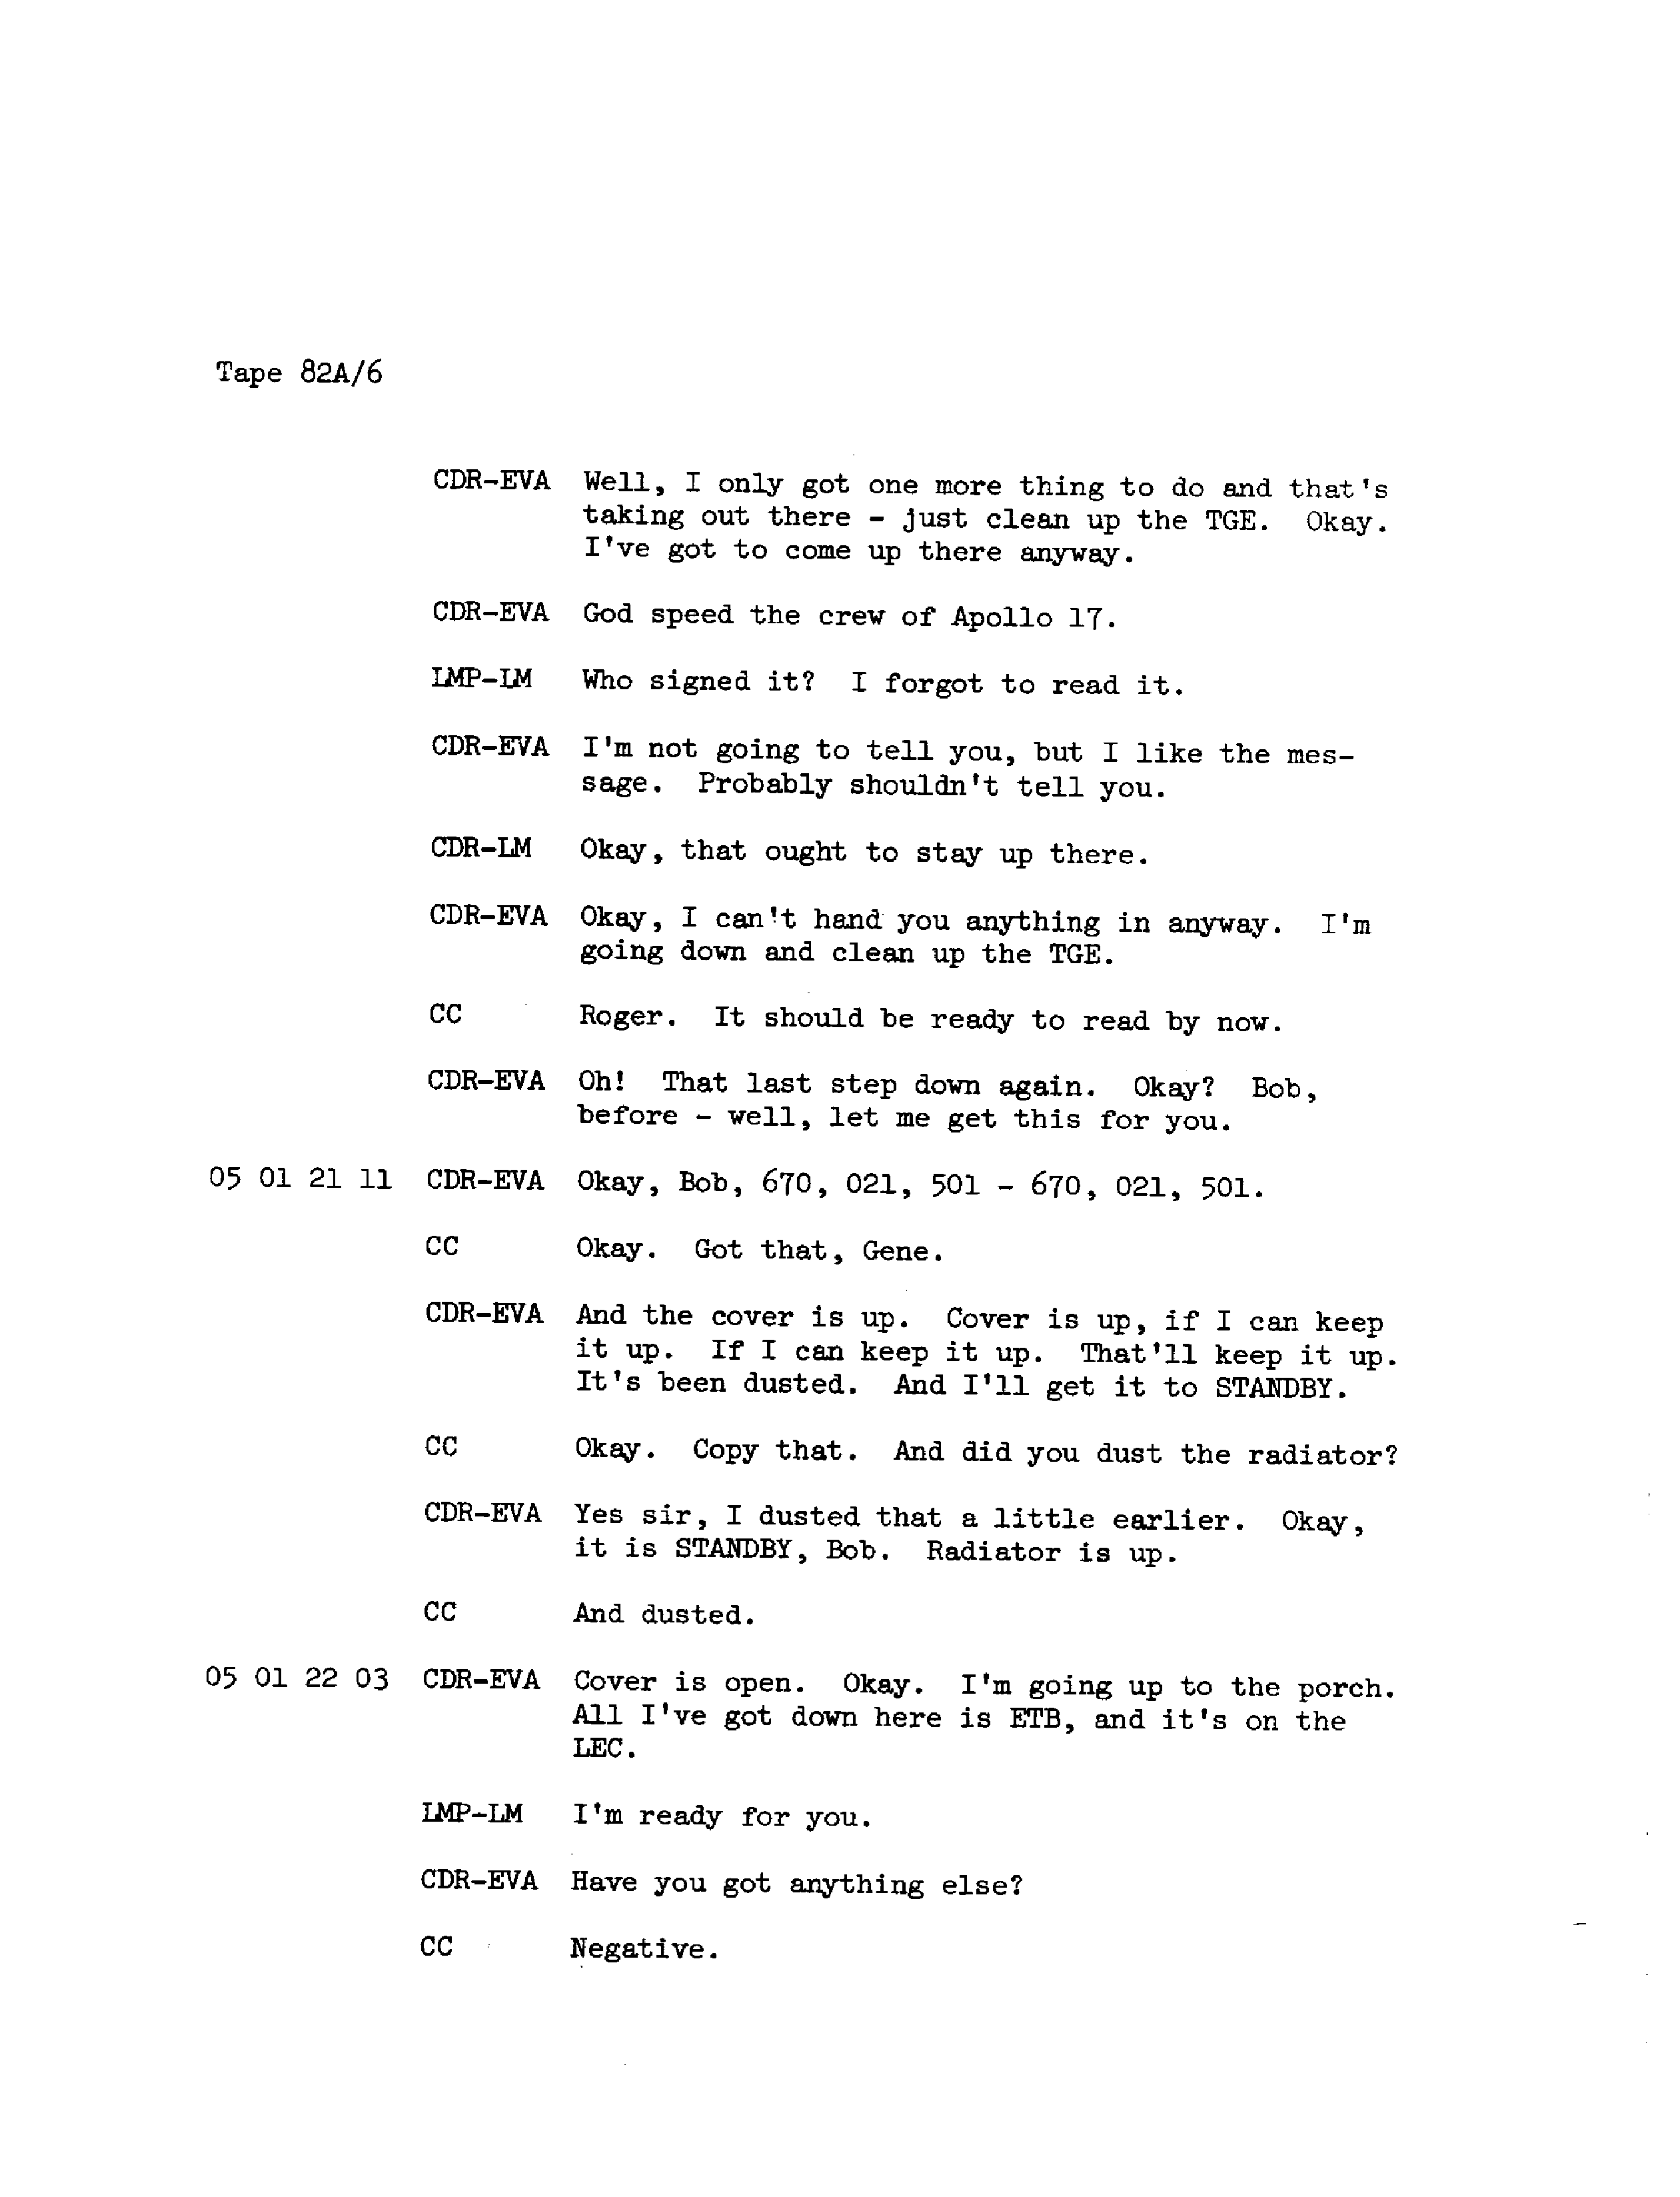 Tape 82A/6
CDR-EVA Well, I only got one more thing to do and that's
taking out there - just clean up the TGE. Okay.
I've got to come up there anyway.
CDR-EVA God speed the crew of Apollo 17.
LMP-LM Who signed it? I forgot to read it.
CDR-EVA I'm not going to tell you, but I like the mes-
sage. Probably shouldn't tell you.
CDR-LM Okay, that ought to stay up there.
CDR-EVA Okay, I can't hand you anything in anyway. I'm
going down and clean up the TGE.
CC Roger. It should be ready to read by now.
CDR-EVA Oh! That last step down again. Okay? Bob,
before - well, let me get this for you.
05 01 21 11 CDR-EVA Okay, Bob, 670, 021, 501 - 670, 021, 501.
CC Okay. Got that, Gene.
CDR-EVA And the cover is up. Cover is up, if I can keep
it up. If I can keep it up. That'll keep it up.
It's been dusted. And I'll get it to STANDBY.
CC Okay. Copy that. And did you dust the radiator?
CDR-EVA Yes sir, I dusted that a little earlier. Okay,
it is STANDBY, Bob. Radiator is up.
CC And dusted.
05 01 22 03 CDR-EVA Cover is open. Okay. I'm going up to the porch.
All I've got down here is ETB, and it's on the
LEC.
LMP-LM I'm ready for you.
CDR-EVA Have you got anything else?
CC Negative.